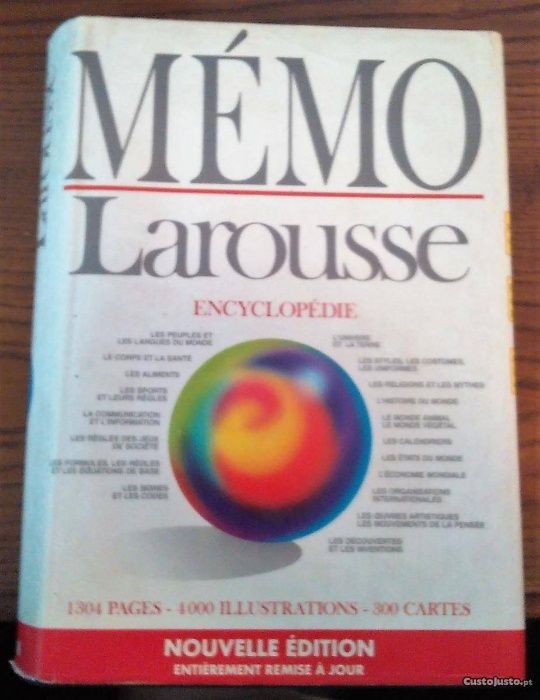 MÉMO
Larousse
ENCYCLOPÉDIE
LES PEUPLES ET
LES LANGUES DU MONDE
LE CORPS ET LA SANTÉ
LES ALIMENTS
LES SPORTS
ET LEURS RÈGLES
LA COMMUNICATION
ET L'INFORMATION
LES RÈGLES DES JEUX
DE SOCIÉTÉ
LES FORMULES, LES RÈGLES
ET LES ÉQUATIONS DE BASE
LES SIGNES
ET LES CODES
L'UNIVERS
ET LA TERRE
LES STYLES, LES COSTUMES,
LES UNIFORMES
LES RELIGIONS ET LES MYTHES
L'HISTOIRE DU MONDE
LE MONDE ANIMAL
LE MONDE VÉGÉTAL
LES CALENDRIERS
LES ÉTATS DU MONDE
L'ÉCONOMIE MONDIALE
LES ORGANISATIONS
INTERNATIONALES
LES ŒUVRES ARTISTIQUES
LES MOUVEMENTS DE LA PENSÉE
LES DÉCOUVERTES
ET LES INVENTIONS
1304 PAGES - 4000 ILLUSTRATIONS - 300 CARTES
NOUVELLE ÉDITION
ENTIÈREMENT REMISE À JOUR
CustoJusto.pt